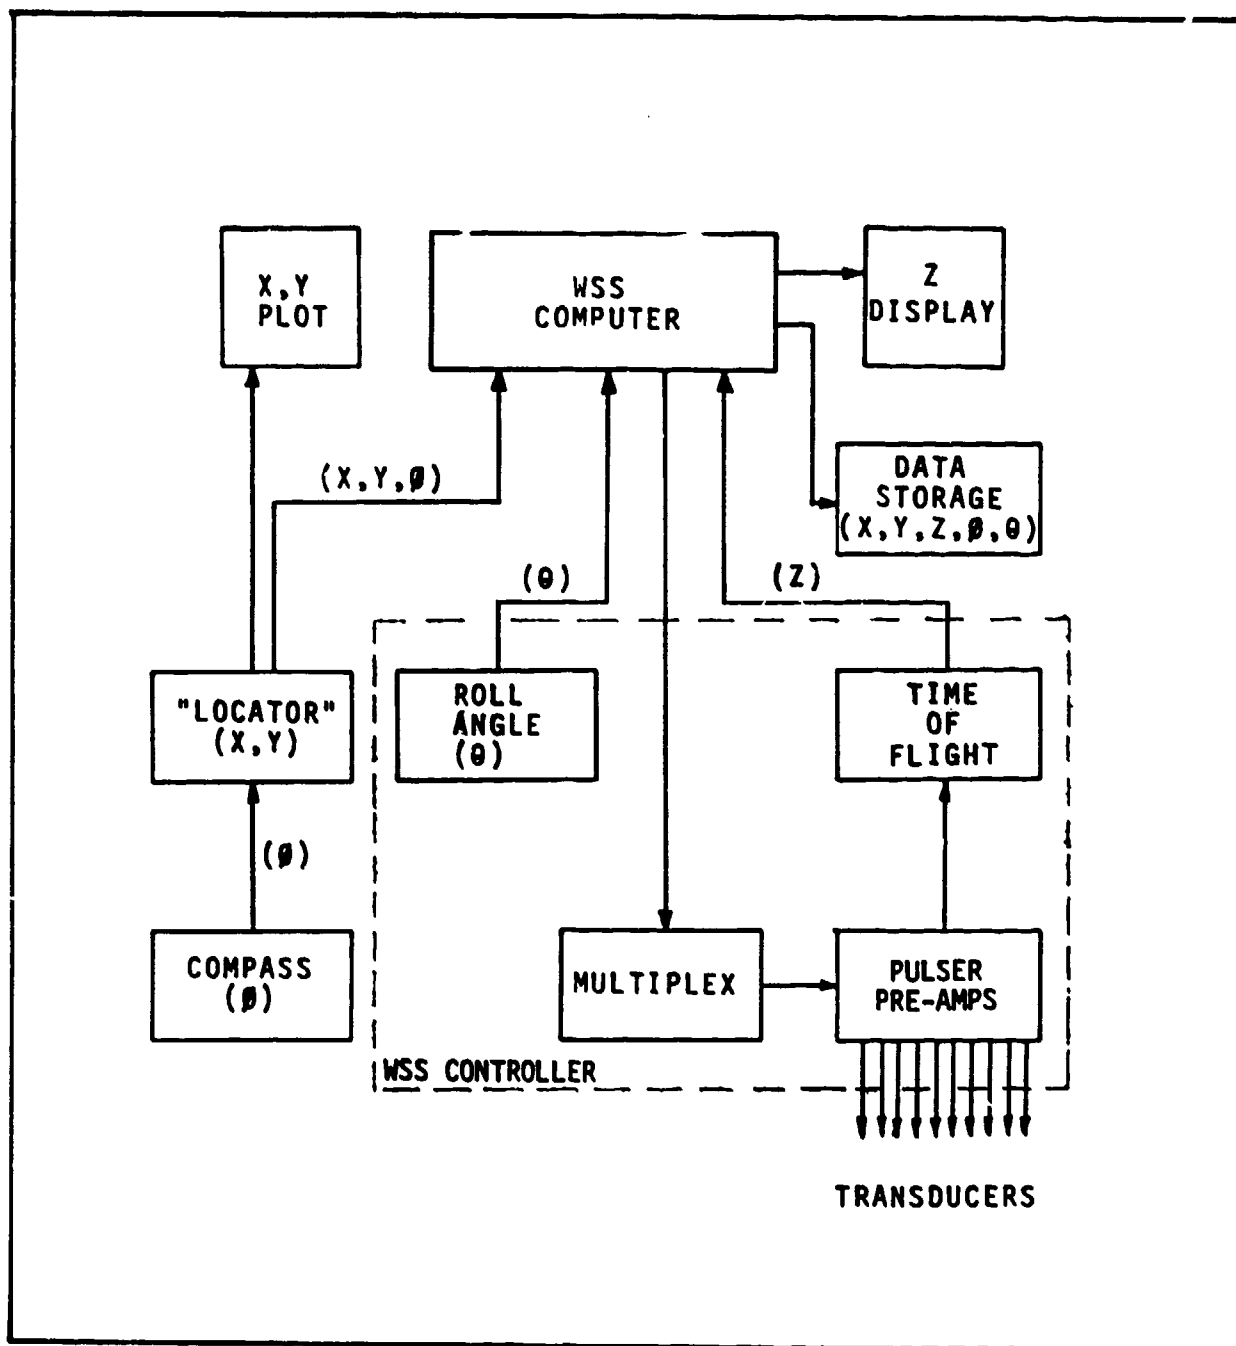 X,Y
PLOT
WSS
COMPUTER
Z
DISPLAY
(X,Y,Ø)
DATA
STORAGE
(X,Y,Z,Ø,θ)
(θ)
(Z)
"LOCATOR"
(X,Y)
ROLL
ANGLE
(θ)
TIME
OF
FLIGHT
(Ø)
COMPASS
(Ø)
MULTIPLEX
PULSER
PRE-AMPS
WSS CONTROLLER
TRANSDUCERS